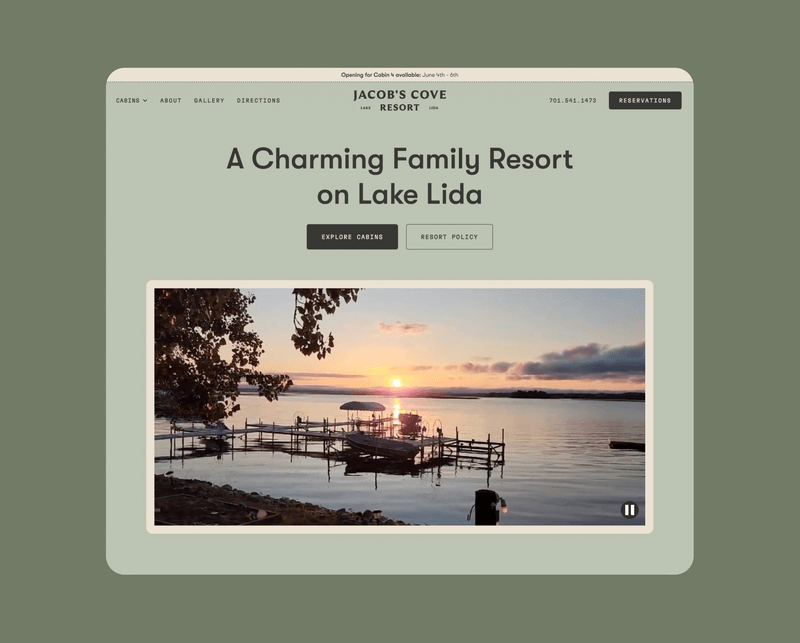 Opening for Cabin 4 available: June 4th - 6th
CABINS
ABOUT
GALLERY
DIRECTIONS
JACOB'S COVE
LAKE RESORT LIDA
701.541.1473
RESERVATIONS
A Charming Family Resort
on Lake Lida
EXPLORE CABINS
RESORT POLICY